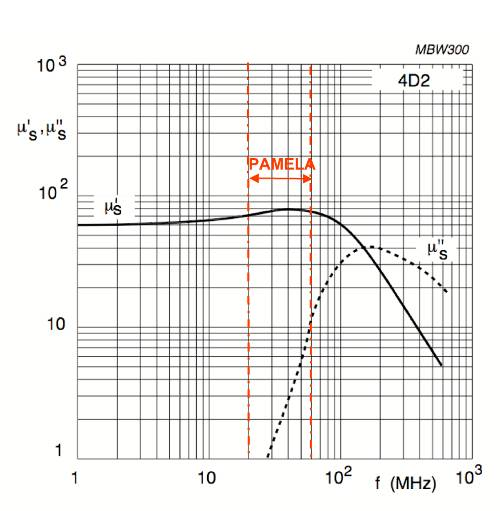 MBW300
10³
4D2
μ's , μ"s
PAMELA
10²
μ's
μ"s
10
1
1 10 10² f (MHz) 10³